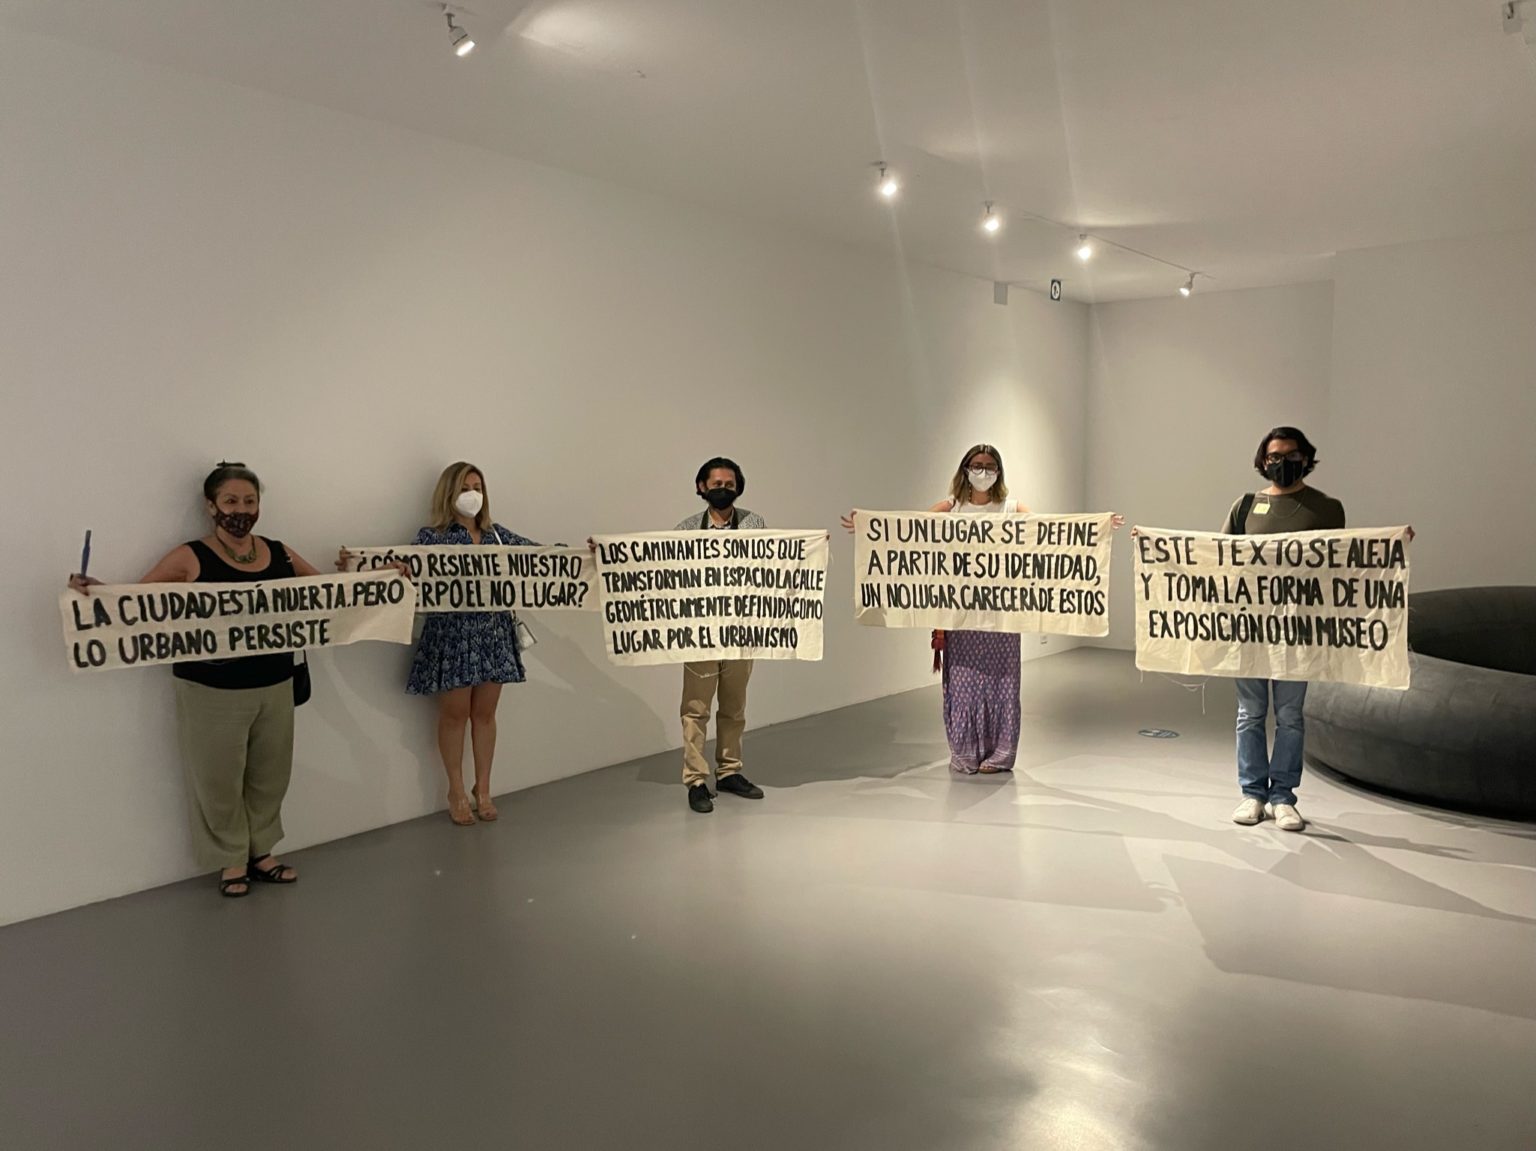 LA CIUDAD ESTÁ MUERTA. PERO
LO URBANO PERSISTE
¿CÓMO RESIENTE NUESTRO
ERPO EL NO LUGAR?
LOS CAMINANTES SON LOS QUE
TRANSFORMAN EN ESPACIO LA CALLE
GEOMÉTRICAMENTE DEFINIDA COMO
LUGAR POR EL URBANISMO
SI UN LUGAR SE DEFINE
A PARTIR DE SU IDENTIDAD,
UN NO LUGAR CARECERÁ DE ESTOS
ESTE TEXTO SE ALEJA
Y TOMA LA FORMA DE UNA
EXPOSICIÓN O UN MUSEO